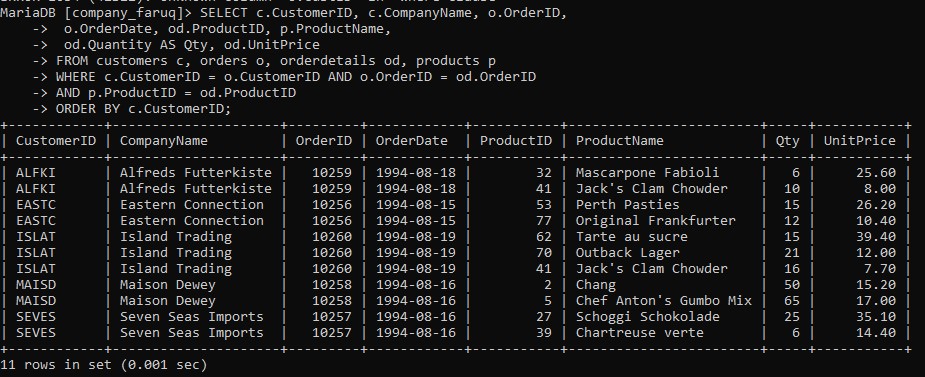 MariaDB [company_faruq]> SELECT c.CustomerID, c.CompanyName, o.OrderID,
    -> o.OrderDate, od.ProductID, p.ProductName,
    -> od.Quantity AS Qty, od.UnitPrice
    -> FROM customers c, orders o, orderdetails od, products p
    -> WHERE c.CustomerID = o.CustomerID AND o.OrderID = od.OrderID
    -> AND p.ProductID = od.ProductID
    -> ORDER BY c.CustomerID;
+------------+---------------------+---------+------------+-----------+------------------------+-----+-----------+
| CustomerID | CompanyName         | OrderID | OrderDate  | ProductID | ProductName            | Qty | UnitPrice |
+------------+---------------------+---------+------------+-----------+------------------------+-----+-----------+
| ALFKI      | Alfreds Futterkiste |   10259 | 1994-08-18 |        32 | Mascarpone Fabioli     |   6 |     25.60 |
| ALFKI      | Alfreds Futterkiste |   10259 | 1994-08-18 |        41 | Jack's Clam Chowder    |  10 |      8.00 |
| EASTC      | Eastern Connection  |   10256 | 1994-08-15 |        53 | Perth Pasties          |  15 |     26.20 |
| EASTC      | Eastern Connection  |   10256 | 1994-08-15 |        77 | Original Frankfurter   |  12 |     10.40 |
| ISLAT      | Island Trading      |   10260 | 1994-08-19 |        62 | Tarte au sucre         |  15 |     39.40 |
| ISLAT      | Island Trading      |   10260 | 1994-08-19 |        70 | Outback Lager          |  21 |     12.00 |
| ISLAT      | Island Trading      |   10260 | 1994-08-19 |        41 | Jack's Clam Chowder    |  16 |      7.70 |
| MAISD      | Maison Dewey        |   10258 | 1994-08-16 |         2 | Chang                  |  50 |     15.20 |
| MAISD      | Maison Dewey        |   10258 | 1994-08-16 |         5 | Chef Anton's Gumbo Mix |  65 |     17.00 |
| SEVES      | Seven Seas Imports  |   10257 | 1994-08-16 |        27 | Schoggi Schokolade     |  25 |     35.10 |
| SEVES      | Seven Seas Imports  |   10257 | 1994-08-16 |        39 | Chartreuse verte       |   6 |     14.40 |
+------------+---------------------+---------+------------+-----------+------------------------+-----+-----------+
11 rows in set (0.001 sec)